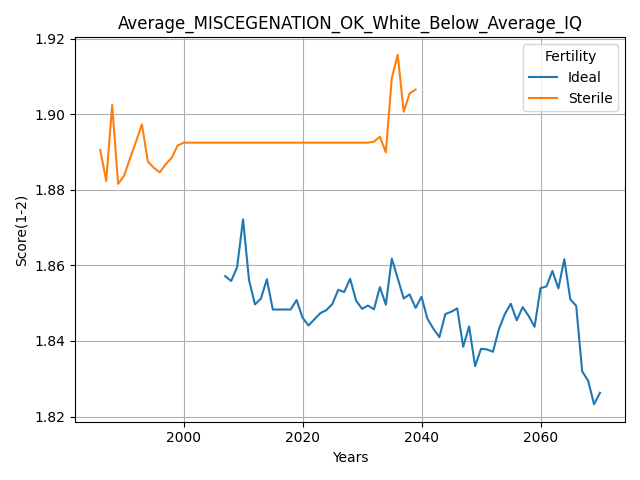 Average_MISCEGENATION_OK_White_Below_Average_IQ
1.92
1.90
1.88
1.86
1.84
1.82
Score(1-2)
Fertility
Ideal
Sterile
2000
2020
2040
2060
Years